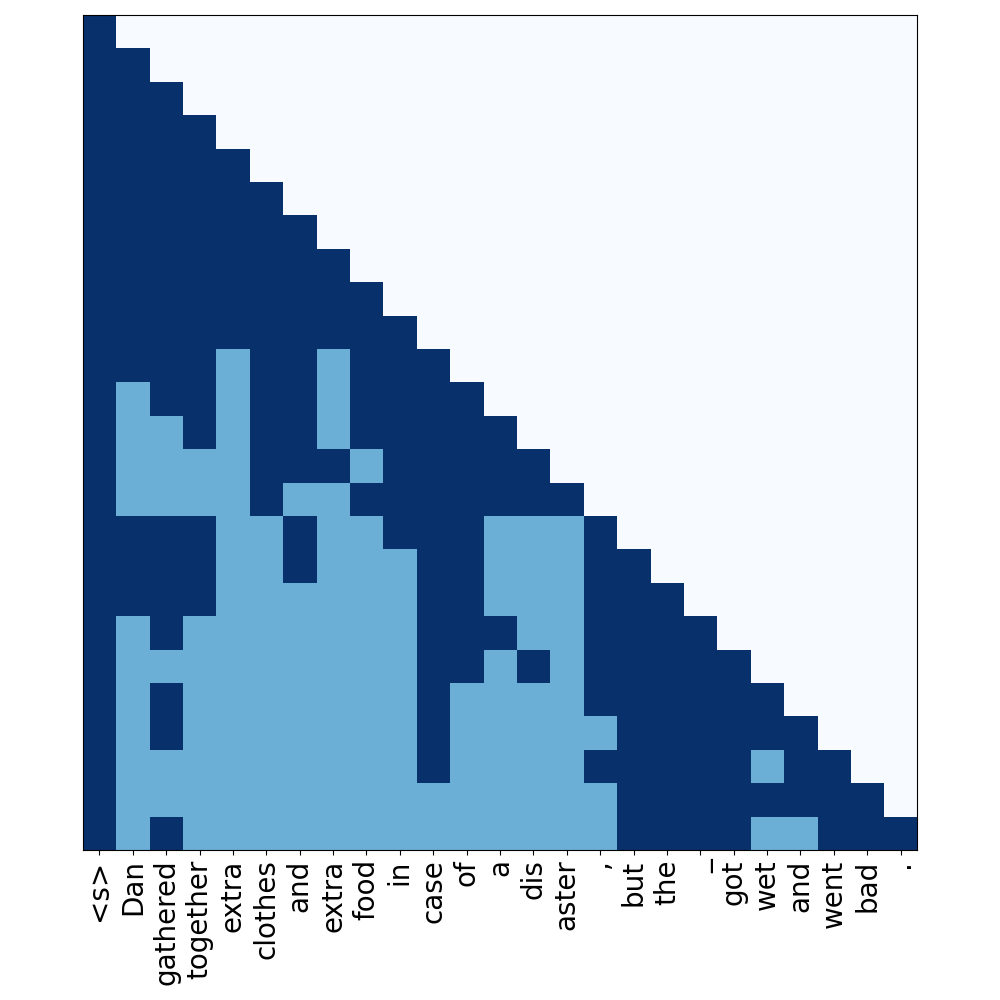 <s> Dan gathered together extra clothes and extra food in case of a dis aster , but the _ got wet and went bad .